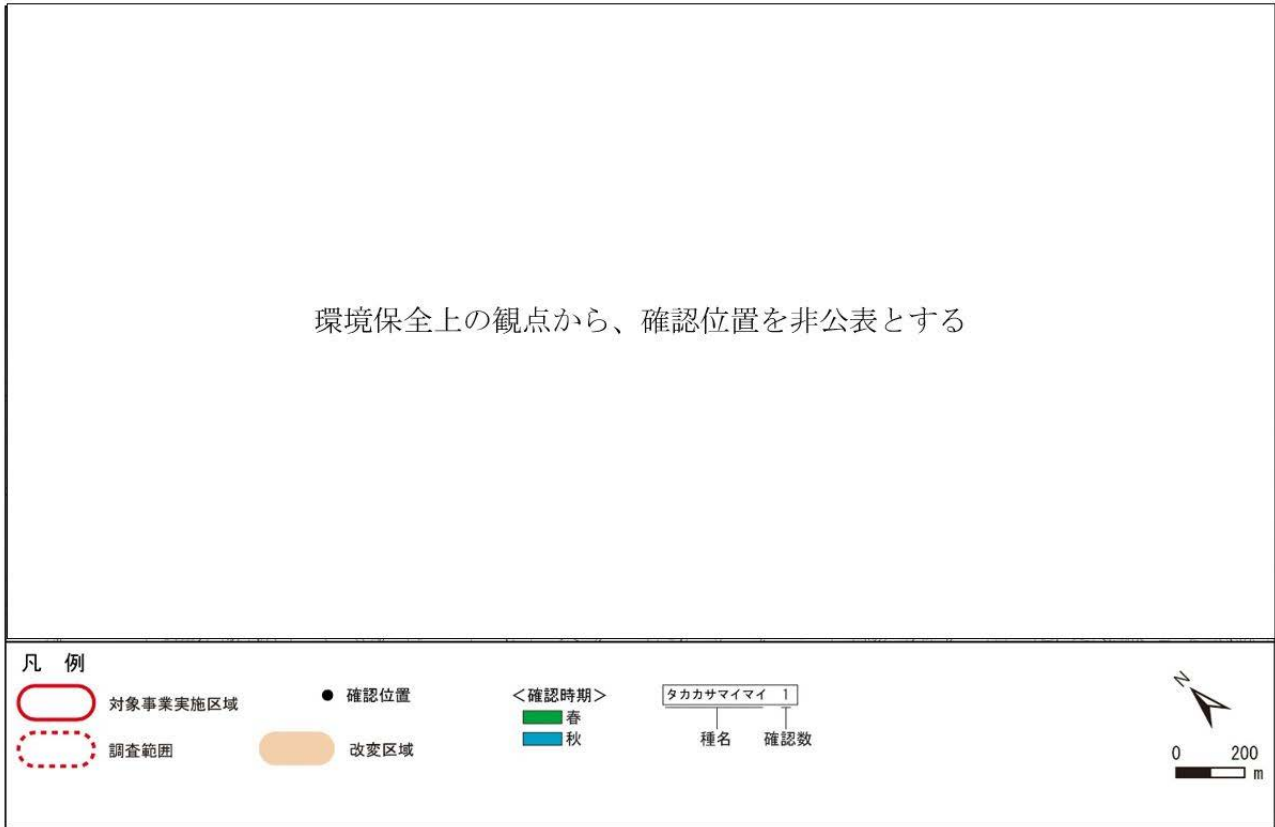 環境保全上の観点から、確認位置を非公表とする
凡 例
対象事業実施区域
調査範囲
確認位置
改変区域
＜確認時期＞
春
秋
タカカサマイマイ 1
種名 確認数
N
0 200
m